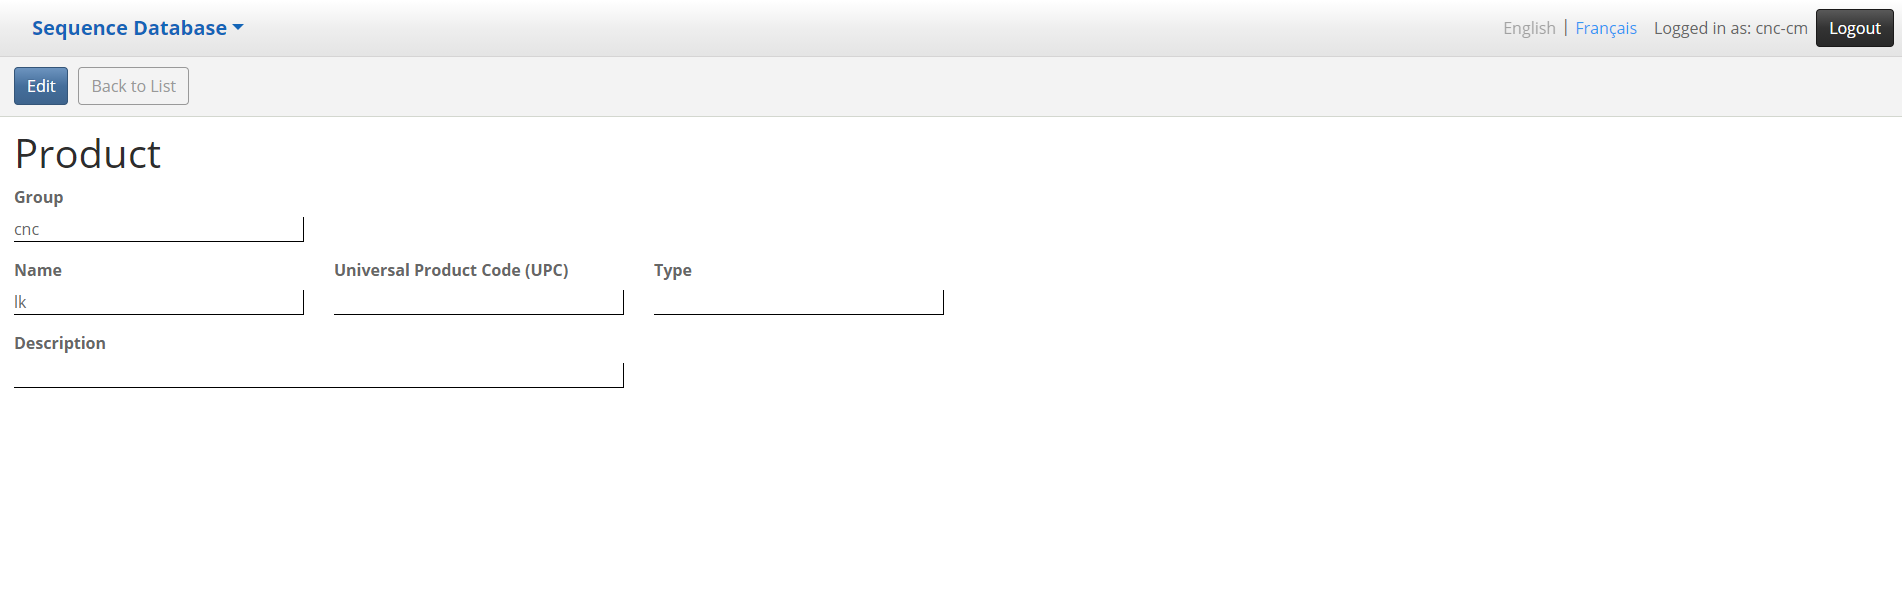 Sequence Database
English | Français Logged in as: cnc-cm Logout
Edit Back to List
Product
Group
cnc
Name Universal Product Code (UPC) Type
lk
Description